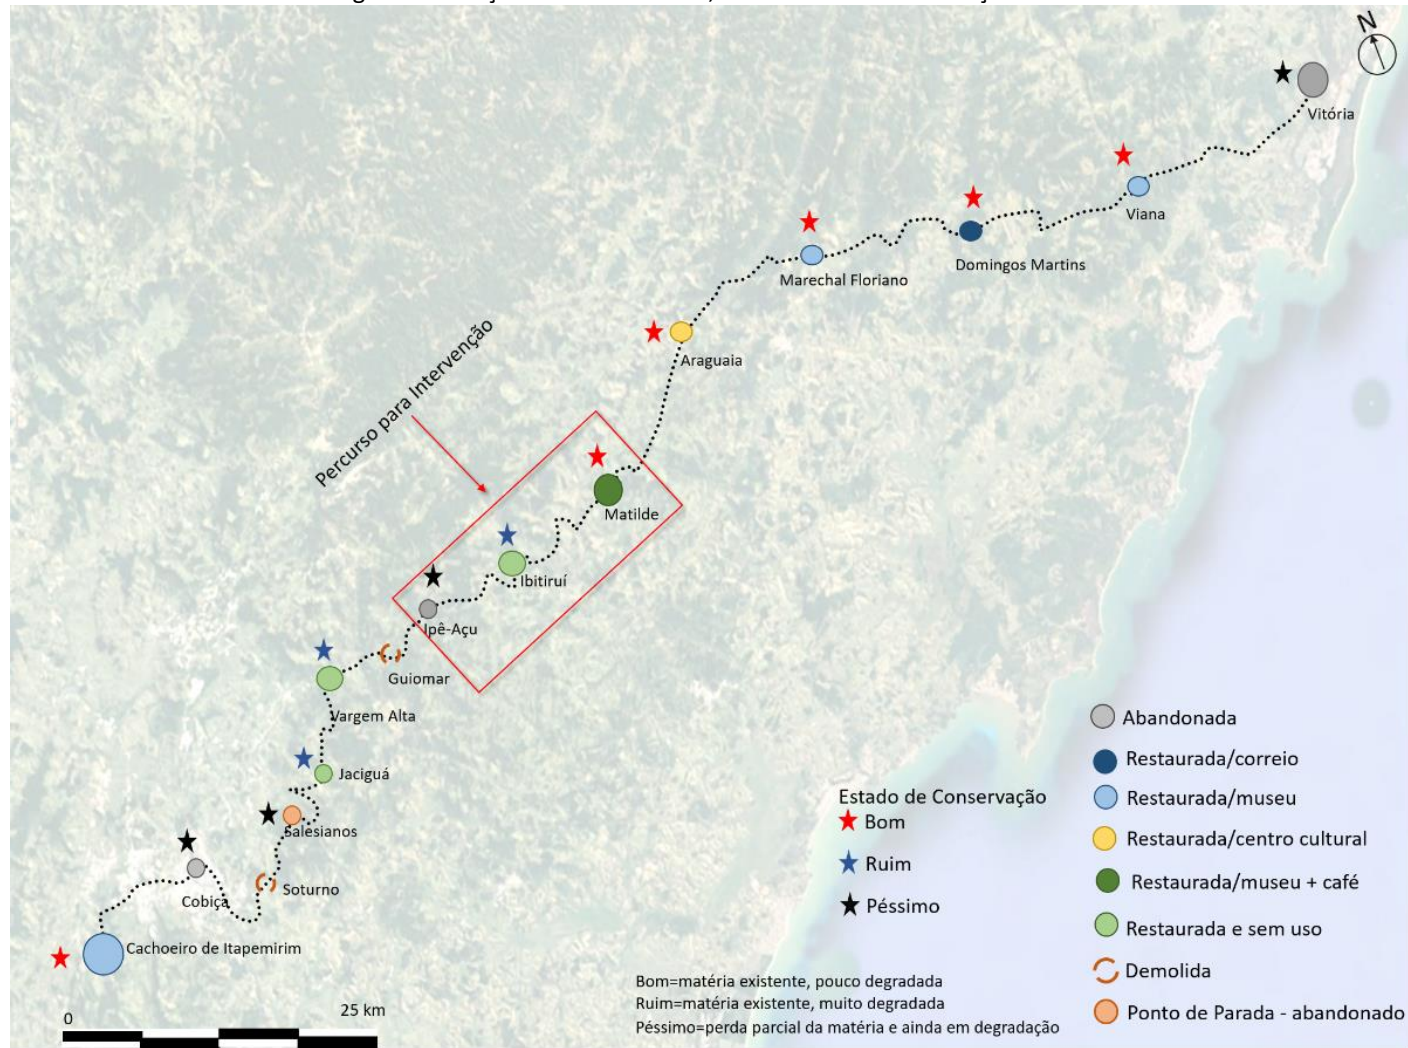 N
Vitória
Viana
Domingos Martins
Marechal Floriano
Araguaia
Percurso para Intervenção
Matilde
Ibitiruí
Ipê-Açu
Guiomar
Vargem Alta
Jaciguá
Salesianos
Soturno
Cobiça
Cachoeiro de Itapemirim
0
25 km
Estado de Conservação
Bom
Ruim
Péssimo
Bom=matéria existente, pouco degradada
Ruim=matéria existente, muito degradada
Péssimo=perda parcial da matéria e ainda em degradação
Abandonada
Restaurada/correio
Restaurada/museu
Restaurada/centro cultural
Restaurada/museu + café
Restaurada e sem uso
Demolida
Ponto de Parada - abandonado